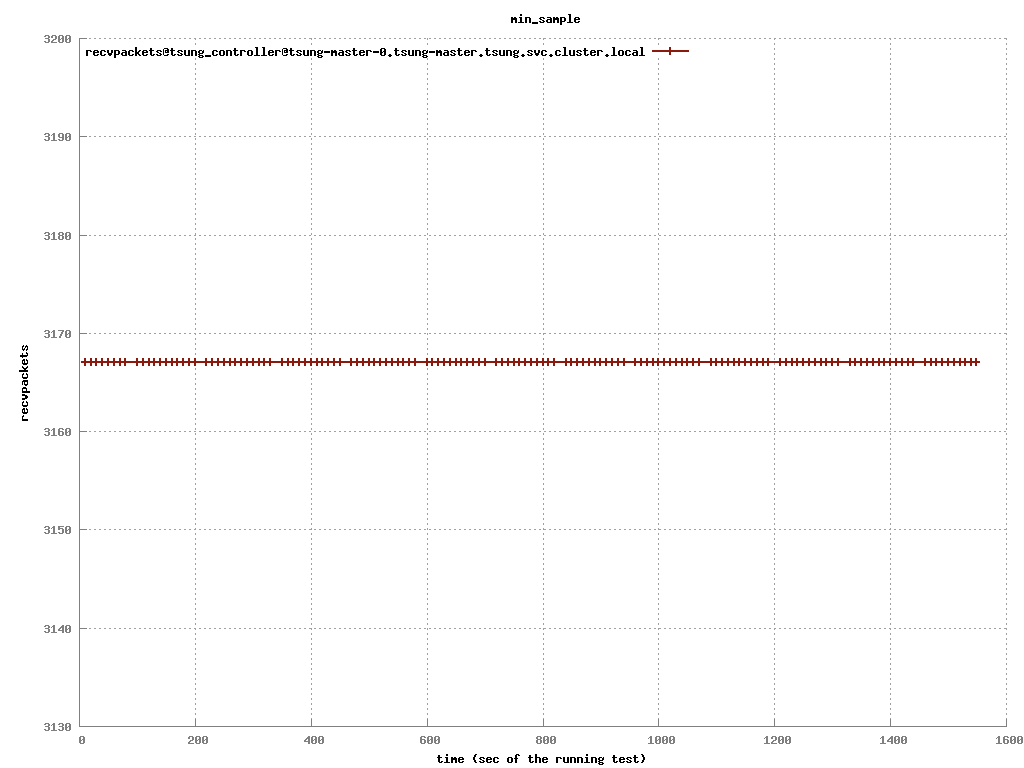 min_sample
recvpackets@tsung_controller@tsung-master-0.tsung-master.tsung.svc.cluster.local
3200
3190
3180
3170
3160
3150
3140
3130
recvpackets
0 200 400 600 800 1000 1200 1400 1600
time (sec of the running test)